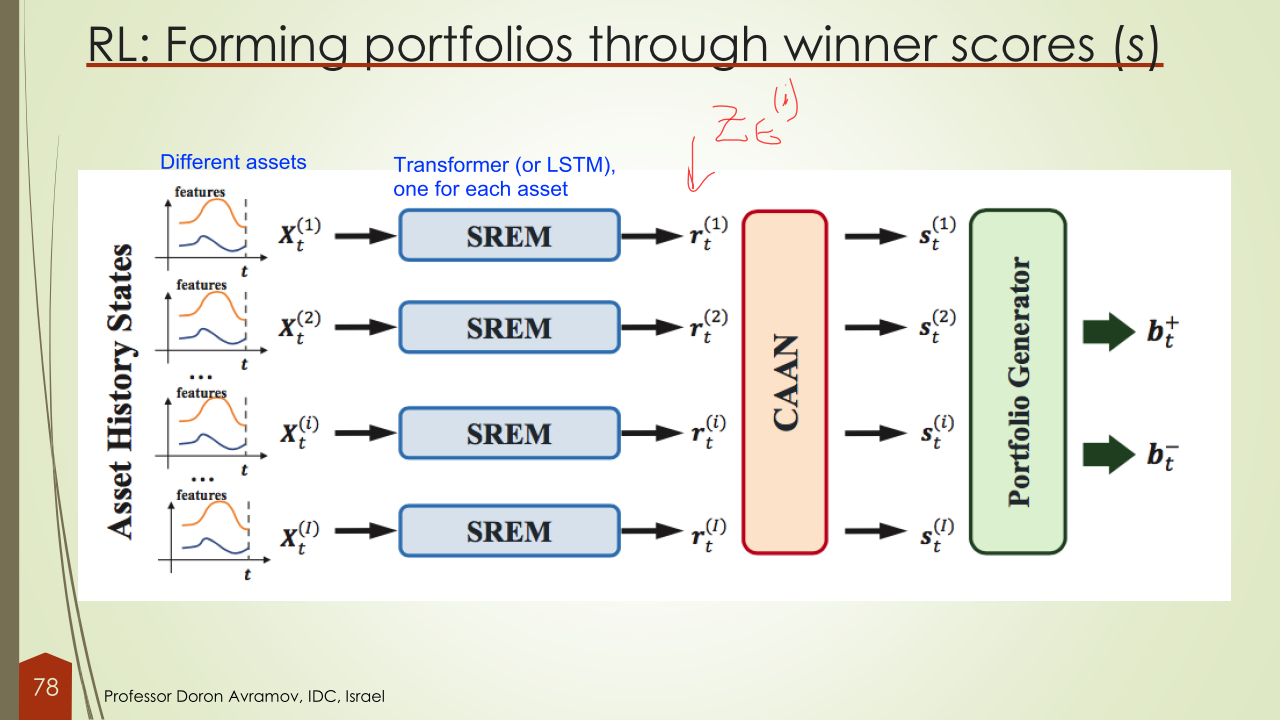 RL: Forming portfolios through winner scores (s)
Z_t^{(i)}
Different assets
Transformer (or LSTM),
one for each asset
Asset History States
features
t
X_t^{(1)}
SREM
r_t^{(1)}
s_t^{(1)}
features
t
X_t^{(2)}
SREM
r_t^{(2)}
s_t^{(2)}
...
features
t
X_t^{(i)}
SREM
r_t^{(i)}
s_t^{(i)}
...
features
t
X_t^{(I)}
SREM
r_t^{(I)}
s_t^{(I)}
CAAN
Portfolio Generator
b_t^+
b_t^-
78
Professor Doron Avramov, IDC, Israel